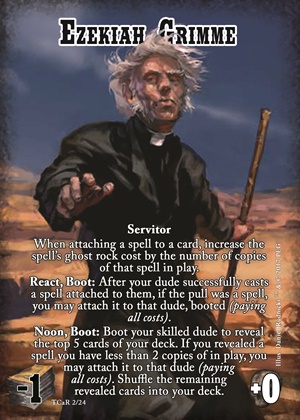 Ezekiah Grimme
Servitor
When attaching a spell to a card, increase the
spell's ghost rock cost by the number of copies
of that spell in play.
React, Boot: After your dude successfully casts
a spell attached to them, if the pull was a spell,
you may attach it to that dude, booted (paying
all costs).
Noon, Boot: Boot your skilled dude to reveal
the top 5 cards of your deck. If you revealed a
spell you have less than 2 copies of in play, you
may attach it to that dude (paying
all costs). Shuffle the remaining
revealed cards into your deck.
-1
TCaR 2/24
+0